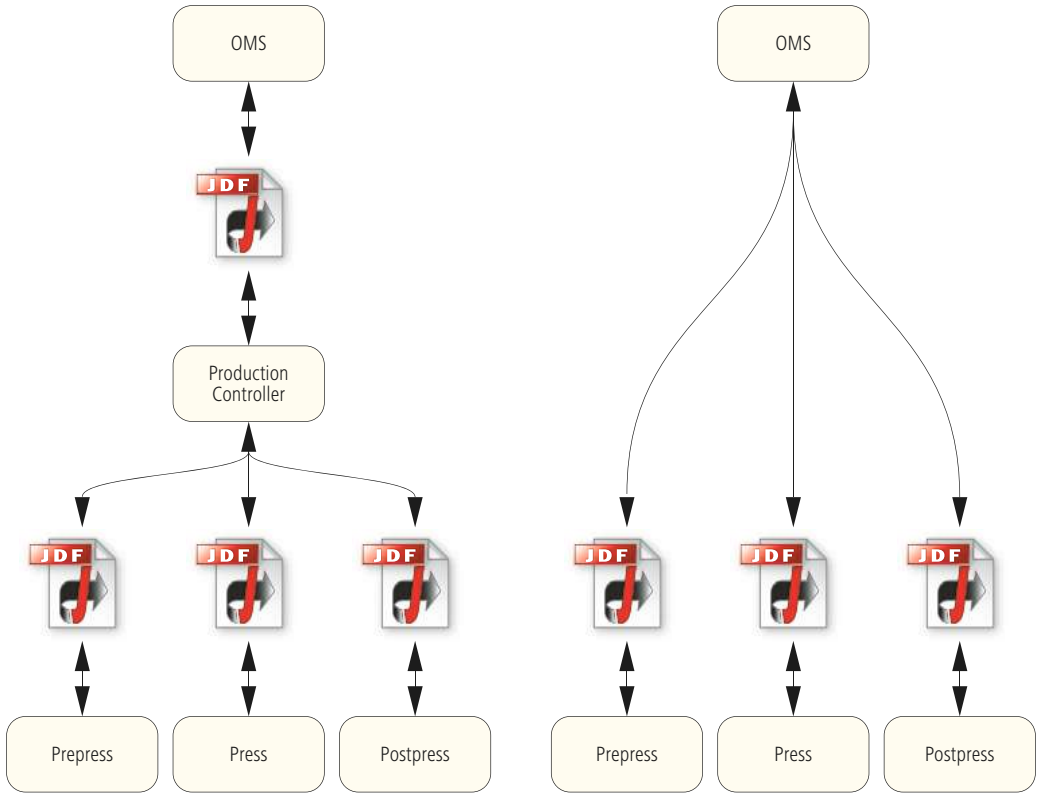 OMS
OMS
JDF
Production
Controller
JDF
JDF
JDF
JDF
JDF
JDF
Prepress
Press
Postpress
Prepress
Press
Postpress